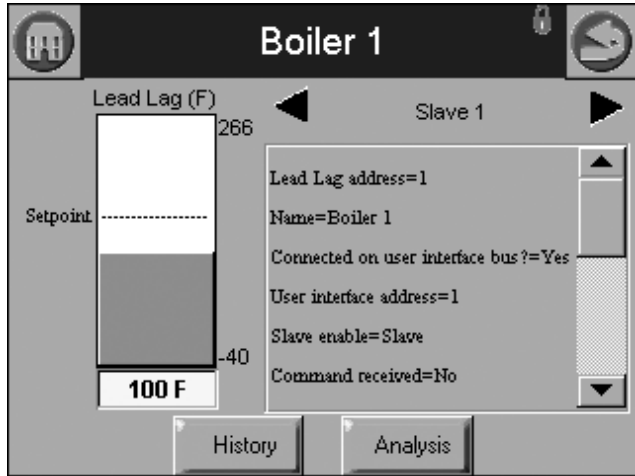 Boiler 1
Lead Lag (F)
266
Setpoint
-40
100 F
Slave 1
Lead Lag address=1
Name=Boiler 1
Connected on user interface bus?=Yes
User interface address=1
Slave enable=Slave
Command received=No
History
Analysis